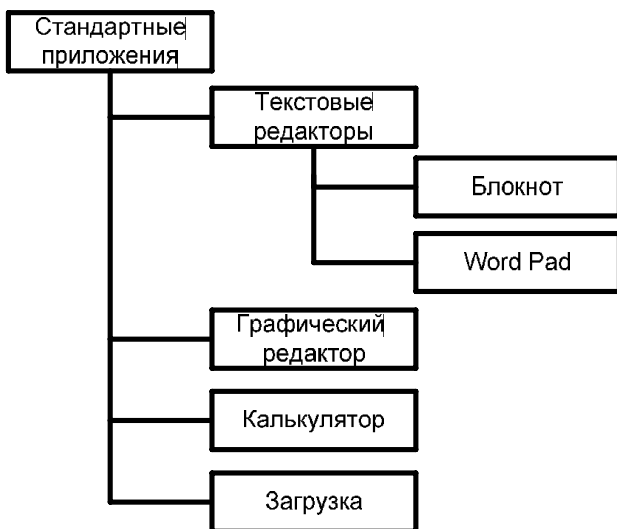 Стандартные
приложения
Текстовые
редакторы
Блокнот
Word Pad
Графический
редактор
Калькулятор
Загрузка